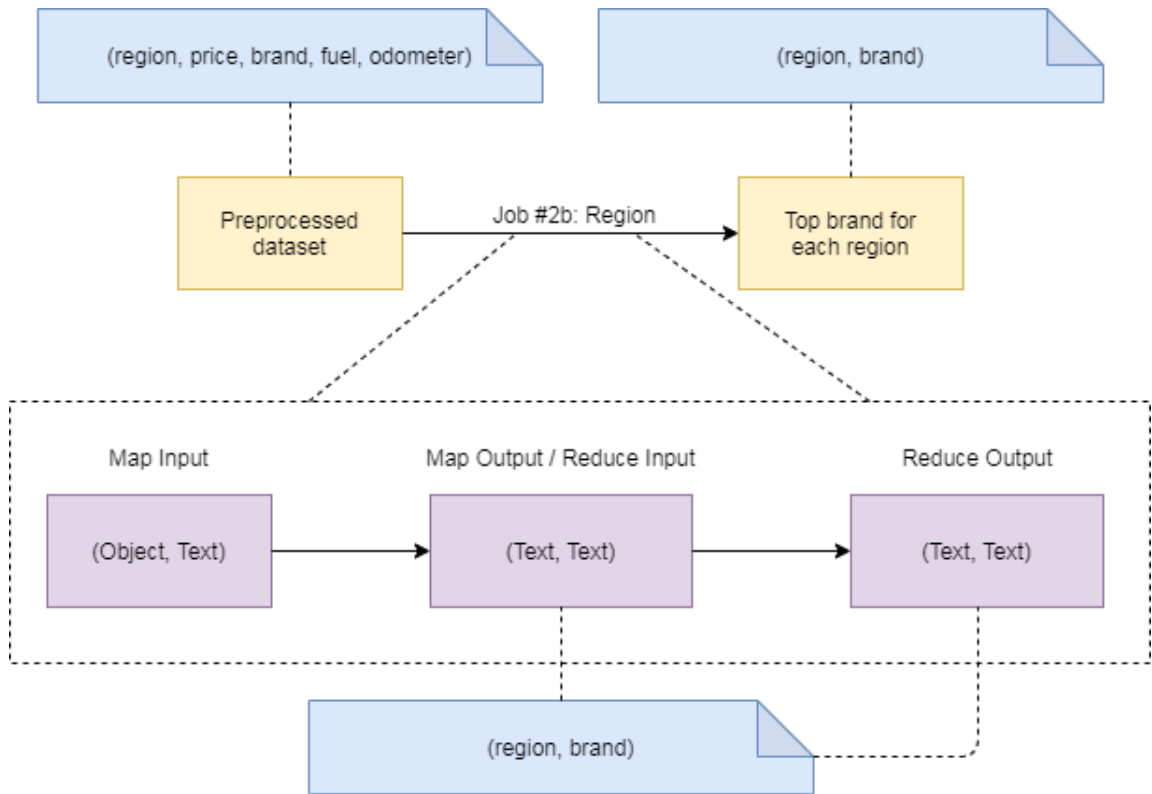 (region, price, brand, fuel, odometer)
(region, brand)
Preprocessed
dataset
Job #2b: Region
Top brand for
each region
Map Input
Map Output / Reduce Input
Reduce Output
(Object, Text)
(Text, Text)
(Text, Text)
(region, brand)